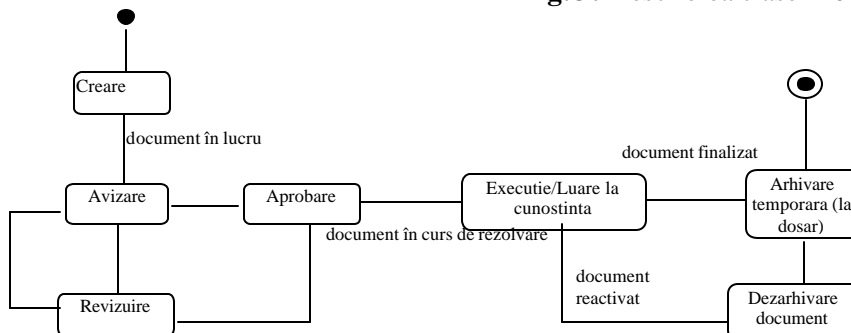 Creare
document în lucru
document finalizat
Avizare
Aprobare
Executie/Luare la
cunostinta
Arhivare
temporara (la
dosar)
document în curs de rezolvare
document
reactivat
Revizuire
Dezarhivare
document